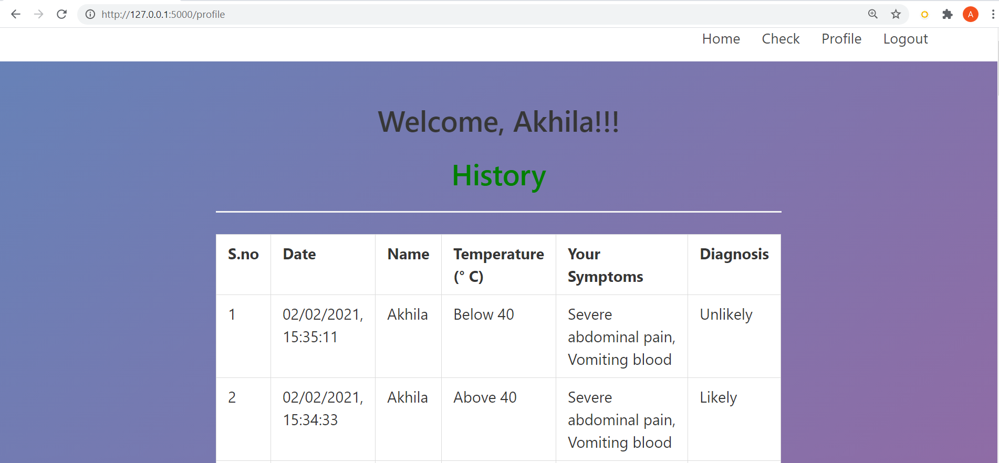 http://127.0.0.1:5000/profile
A
Home Check Profile Logout
Welcome, Akhila!!!
History
S.no Date Name Temperature (° C) Your Symptoms Diagnosis
1 02/02/2021, 15:35:11 Akhila Below 40 Severe abdominal pain, Vomiting blood Unlikely
2 02/02/2021, 15:34:33 Akhila Above 40 Severe abdominal pain, Vomiting blood Likely